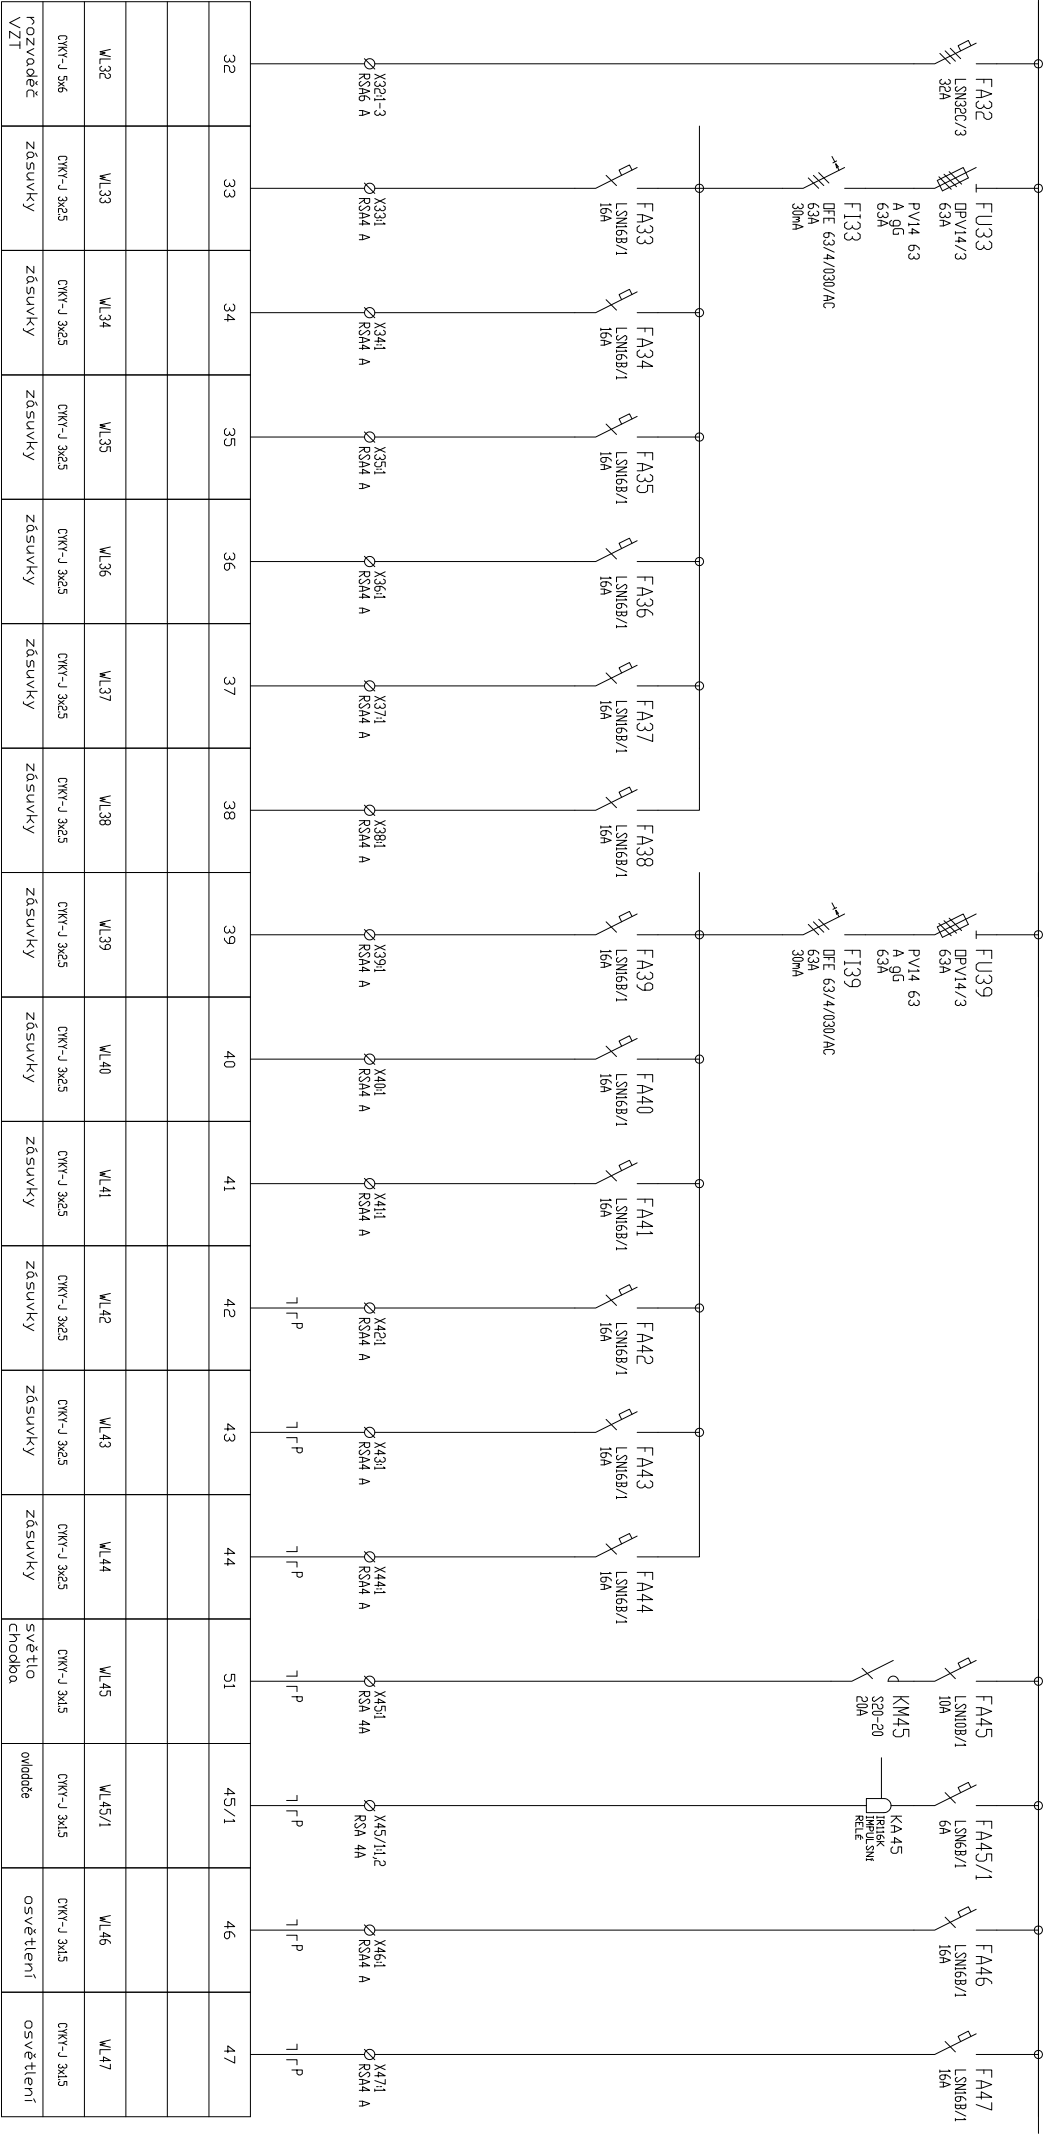 FA32
LSN32C/3
32A
X32:1-3
RSA6 A
32
WL32
CYKY-J 5x6
rozvaděč
VZT
FU33
OPV14/3
63A
PV14 63
A gG
63A
FI33
OFE 63/4/030/AC
63A
30mA
FA33
LSN16B/1
16A
X33:1
RSA4 A
33
WL33
CYKY-J 3x2.5
zásuvky
FA34
LSN16B/1
16A
X34:1
RSA4 A
34
WL34
CYKY-J 3x2.5
zásuvky
FA35
LSN16B/1
16A
X35:1
RSA4 A
35
WL35
CYKY-J 3x2.5
zásuvky
FA36
LSN16B/1
16A
X36:1
RSA4 A
36
WL36
CYKY-J 3x2.5
zásuvky
FA37
LSN16B/1
16A
X37:1
RSA4 A
37
WL37
CYKY-J 3x2.5
zásuvky
FA38
LSN16B/1
16A
X38:1
RSA4 A
38
WL38
CYKY-J 3x2.5
zásuvky
FU39
OPV14/3
63A
PV14 63
A gG
63A
FI39
OFE 63/4/030/AC
63A
30mA
FA39
LSN16B/1
16A
X39:1
RSA4 A
39
WL39
CYKY-J 3x2.5
zásuvky
FA40
LSN16B/1
16A
X40:1
RSA4 A
40
WL40
CYKY-J 3x2.5
zásuvky
FA41
LSN16B/1
16A
X41:1
RSA4 A
41
WL41
CYKY-J 3x2.5
zásuvky
FA42
LSN16B/1
16A
X42:1
RSA4 A
P
42
WL42
CYKY-J 3x2.5
zásuvky
FA43
LSN16B/1
16A
X43:1
RSA4 A
P
43
WL43
CYKY-J 3x2.5
zásuvky
FA44
LSN16B/1
16A
X44:1
RSA4 A
P
44
WL44
CYKY-J 3x2.5
zásuvky
FA45
LSN10B/1
10A
KM45
S20-20
20A
X45:1
RSA 4A
P
51
WL45
CYKY-J 3x1.5
světlo
chodba
FA45/1
LSN6B/1
6A
KA45
IR116K
IMPULSNÍ
RELÉ
X45/1:1,2
RSA 4A
P
45/1
WL45/1
CYKY-J 3x1.5
ovladače
FA46
LSN16B/1
16A
X46:1
RSA4 A
P
46
WL46
CYKY-J 3x1.5
osvětlení
FA47
LSN16B/1
16A
X47:1
RSA4 A
P
47
WL47
CYKY-J 3x1.5
osvětlení